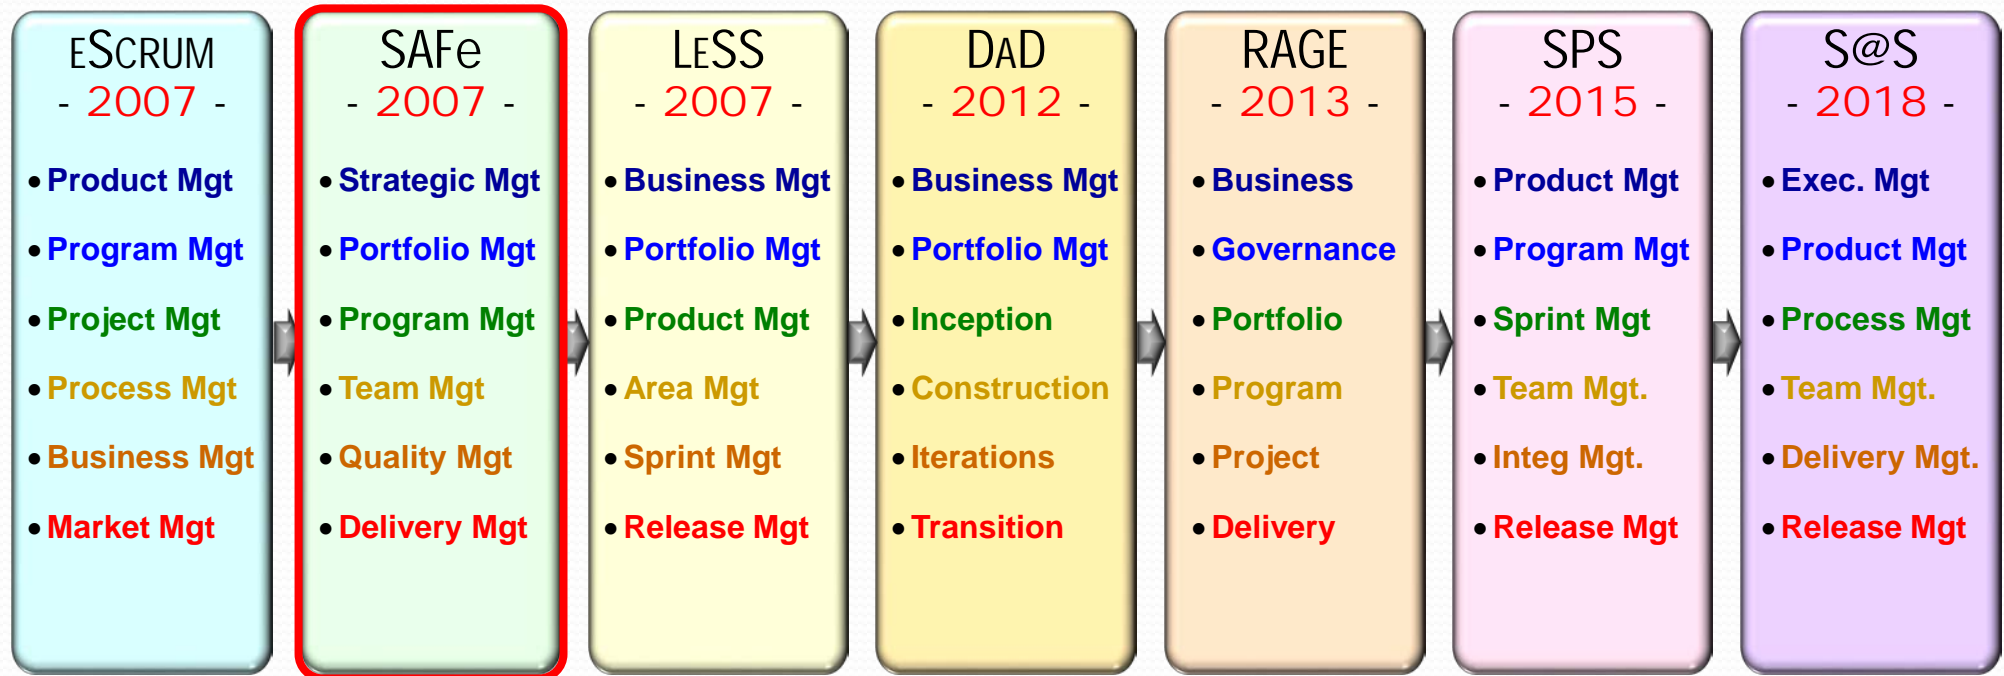 ESCRUM
- 2007 -
• Product Mgt
• Program Mgt
• Project Mgt
• Process Mgt
• Business Mgt
• Market Mgt
SAFe
- 2007 -
• Strategic Mgt
• Portfolio Mgt
• Program Mgt
• Team Mgt
• Quality Mgt
• Delivery Mgt
LESS
- 2007 -
• Business Mgt
• Portfolio Mgt
• Product Mgt
• Area Mgt
• Sprint Mgt
• Release Mgt
DAD
- 2012 -
• Business Mgt
• Portfolio Mgt
• Inception
• Construction
• Iterations
• Transition
RAGE
- 2013 -
• Business
• Governance
• Portfolio
• Program
• Project
• Delivery
SPS
- 2015 -
• Product Mgt
• Program Mgt
• Sprint Mgt
• Team Mgt.
• Integ Mgt.
• Release Mgt
S@S
- 2018 -
• Exec. Mgt
• Product Mgt
• Process Mgt
• Team Mgt.
• Delivery Mgt.
• Release Mgt